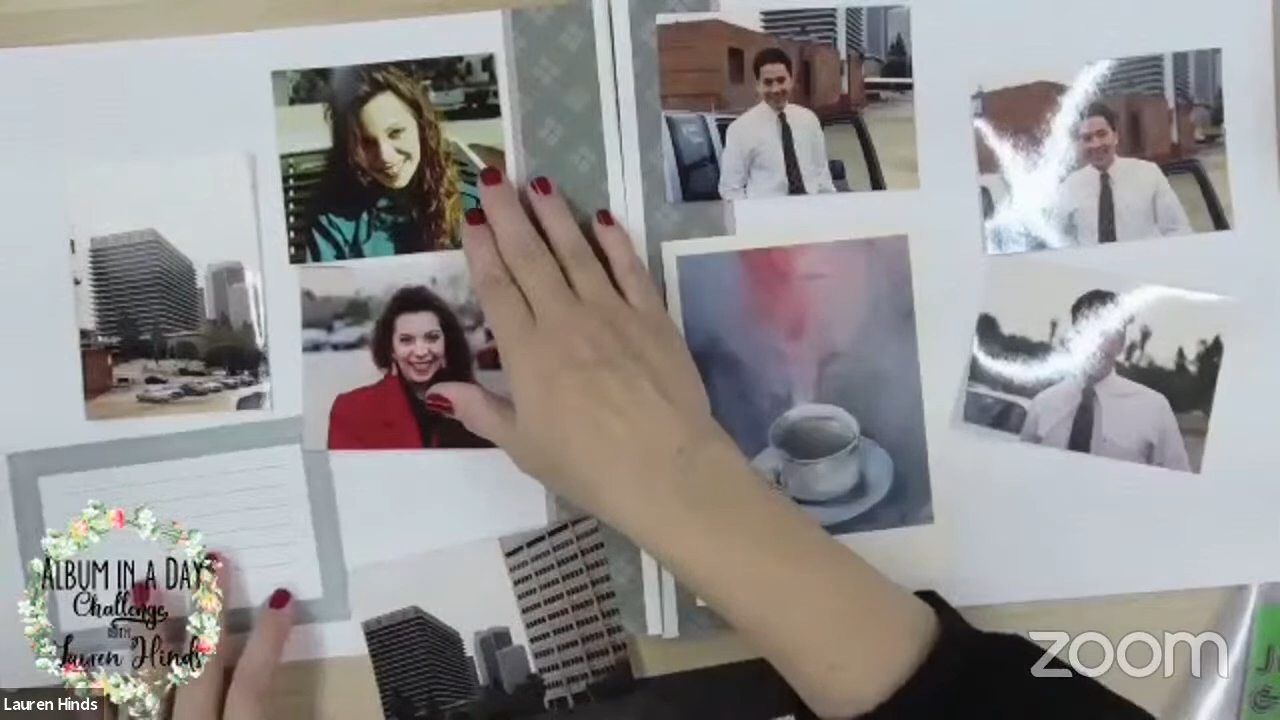 ALBUM IN A DAY
Challenge
WITH
Lauren Hinds
Lauren Hinds
zoom